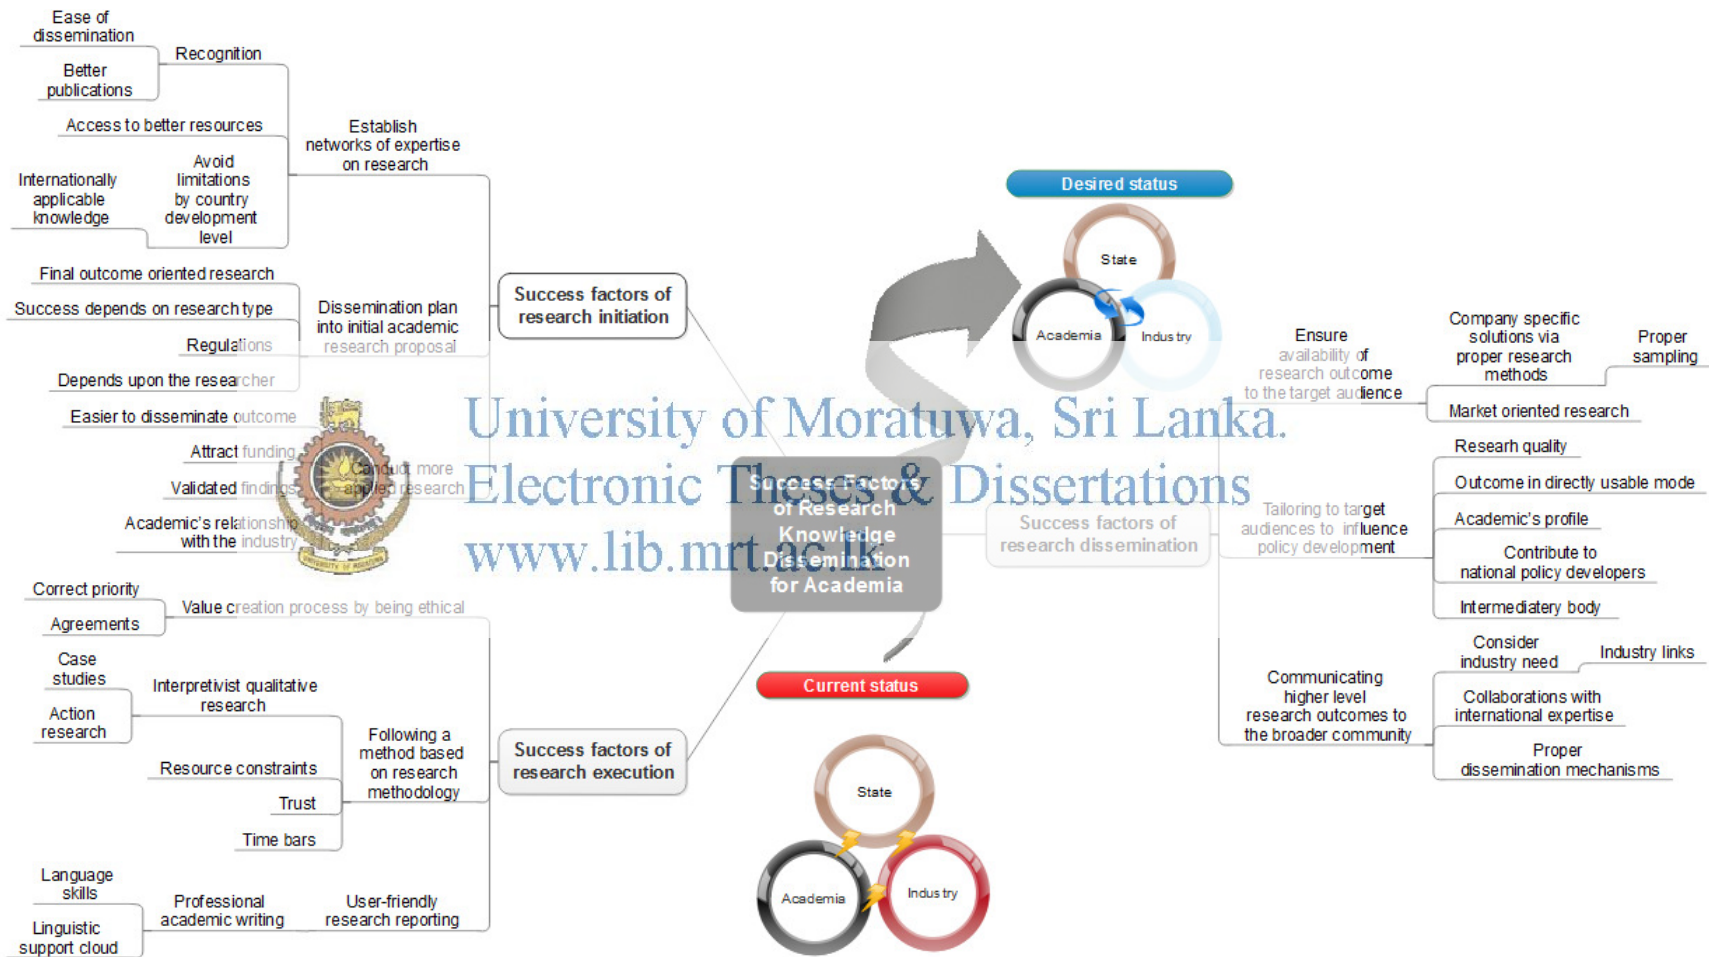 Ease of
dissemination
Recognition
Better
publications
Access to better resources
Establish
networks of expertise
on research
Avoid
limitations
by country
development
level
Internationally
applicable
knowledge
Final outcome oriented research
Success depends on research type
Regulations
Depends upon the researcher
Dissemination plan
into initial academic
research proposal
Success factors of
research initiation
Easier to disseminate outcome
Attract funding
Validated findings
Academic's relationship
with the industry
Conduct more
applied research
Correct priority
Agreements
Value creation process by being ethical
Case
studies
Action
research
Interpretivist qualitative
research
Resource constraints
Trust
Time bars
Following a
method based
on research
methodology
Success factors of
research execution
Language
skills
Linguistic
support cloud
Professional
academic writing
User-friendly
research reporting
University of Moratuwa, Sri Lanka.
Electronic Theses & Dissertations
www.lib.mrt.ac.lk
UNIVERSITY OF MORATUWA
Success Factors
of Research
Knowledge
Dissemination
for Academia
Desired status
State
Academia
Industry
Current status
State
Academia
Industry
Success factors of
research dissemination
Ensure
availability of
research outcome
to the target audience
Company specific
solutions via
proper research
methods
Proper
sampling
Market oriented research
Tailoring to target
audiences to influence
policy development
Researh quality
Outcome in directly usable mode
Academic's profile
Contribute to
national policy developers
Intermediatery body
Communicating
higher level
research outcomes to
the broader community
Consider
industry need
Industry links
Collaborations with
international expertise
Proper
dissemination mechanisms